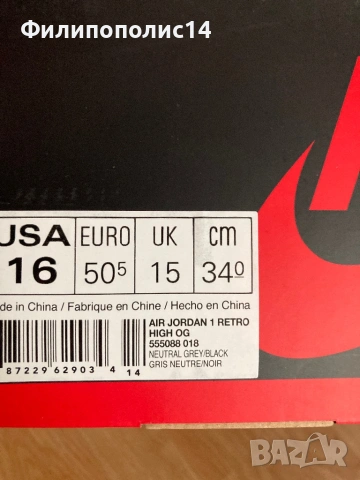 Филипополис14
USA EURO UK cm
16 50⁵ 15 34⁰
de in China / Fabrique en Chine / Hecho en China
AIR JORDAN 1 RETRO
HIGH OG
555088 018
NEUTRAL GREY/BLACK
GRIS NEUTRE/NOIR
87229 62903 4 14
BAZAR